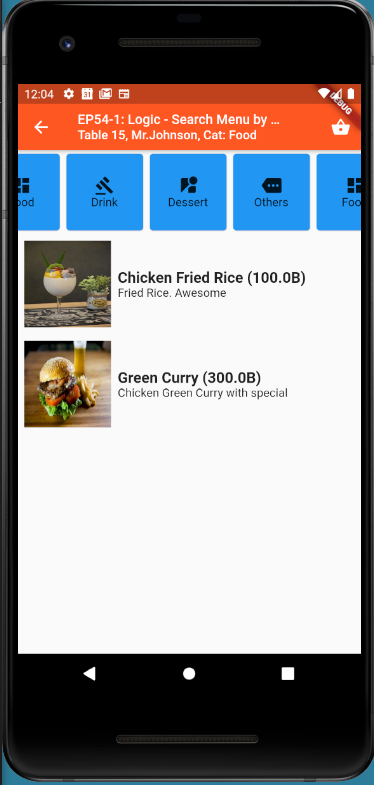 12:04
31
DEBUG
EP54-1: Logic - Search Menu by ...
Table 15, Mr.Johnson, Cat: Food
ood
Drink
Dessert
Others
Foo
Chicken Fried Rice (100.0B)
Fried Rice. Awesome
Green Curry (300.0B)
Chicken Green Curry with special